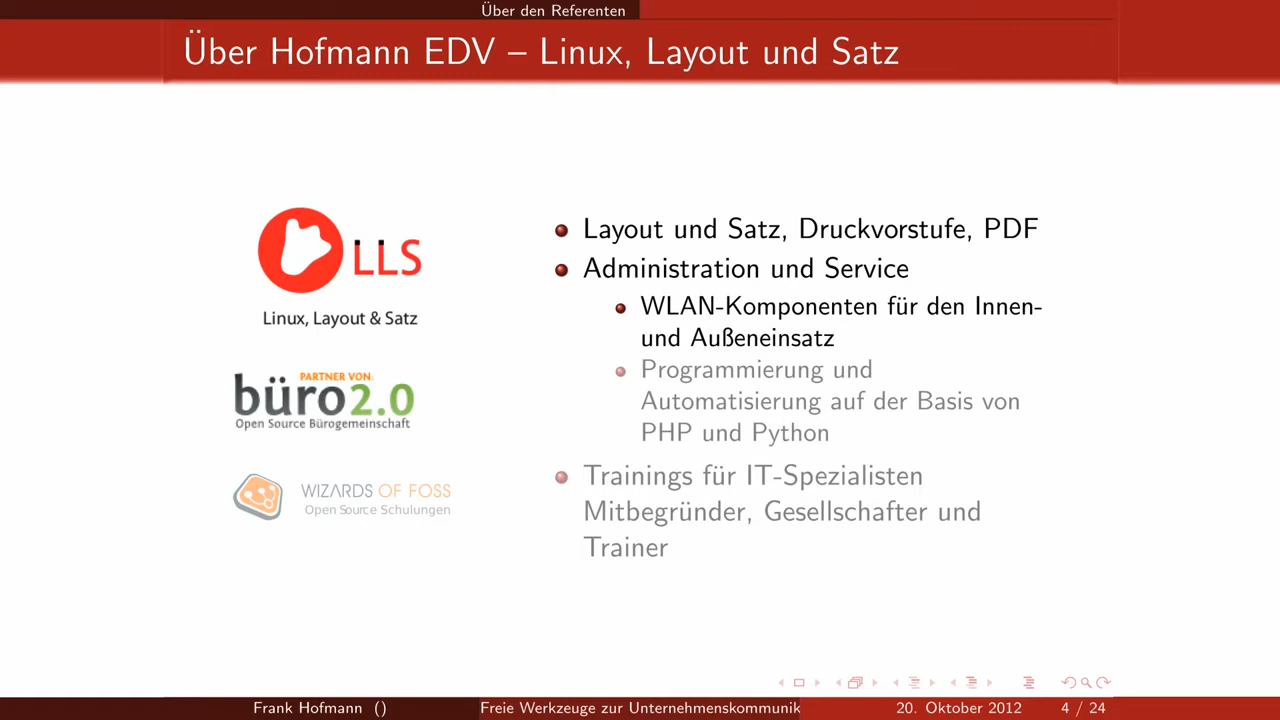 Über den Referenten
Über Hofmann EDV – Linux, Layout und Satz
LLS
Linux, Layout & Satz
PARTNER VON:
büro2.0
Open Source Bürogemeinschaft
WIZARDS OF FOSS
Open Source Schulungen
Layout und Satz, Druckvorstufe, PDF
Administration und Service
WLAN-Komponenten für den Innen-
und Außeneinsatz
Programmierung und
Automatisierung auf der Basis von
PHP und Python
Trainings für IT-Spezialisten
Mitbegründer, Gesellschafter und
Trainer
Frank Hofmann ()
Freie Werkzeuge zur Unternehmenskommunik
20. Oktober 2012
4 / 24